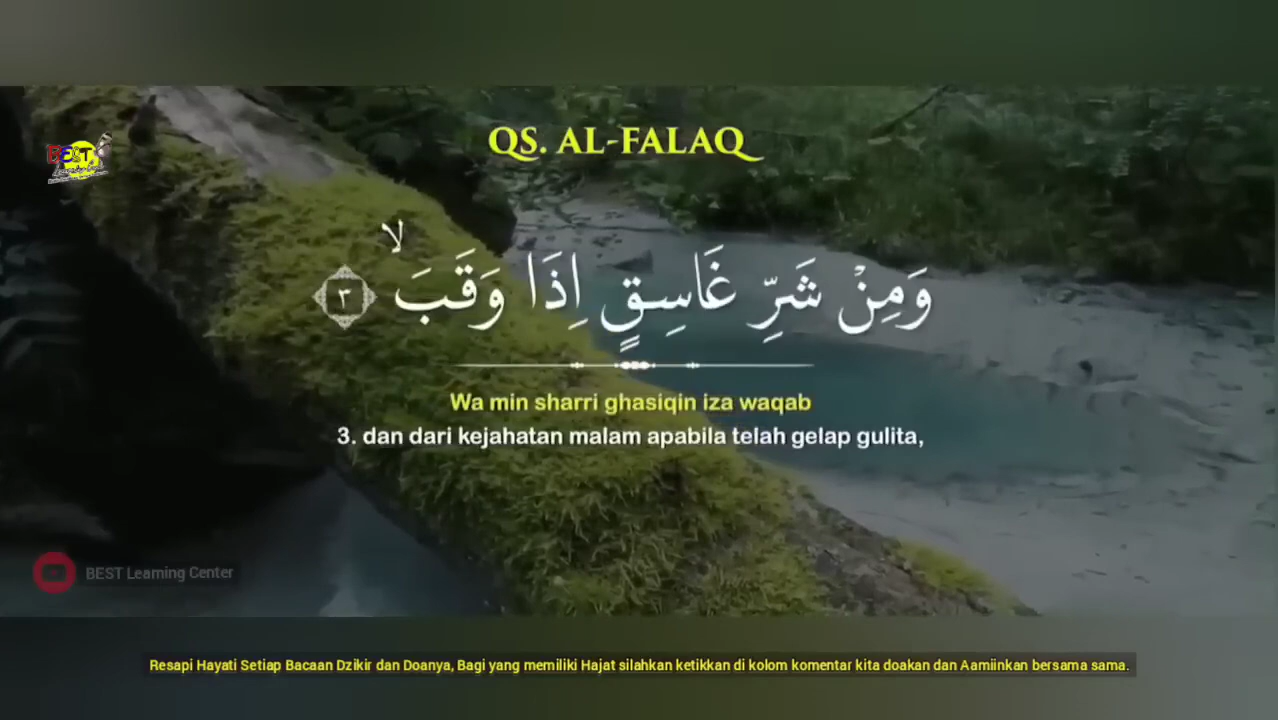 BEST
QS. AL-FALAQ
وَمِنْ شَرِّ غَاسِقٍ اِذَا وَقَبَۙ ٣
Wa min sharri ghasiqin iza waqab
3. dan dari kejahatan malam apabila telah gelap gulita,
BEST Learning Center
Resapi Hayati Setiap Bacaan Dzikir dan Doanya, Bagi yang memiliki Hajat silahkan ketikkan di kolom komentar kita doakan dan Aamiinkan bersama sama.